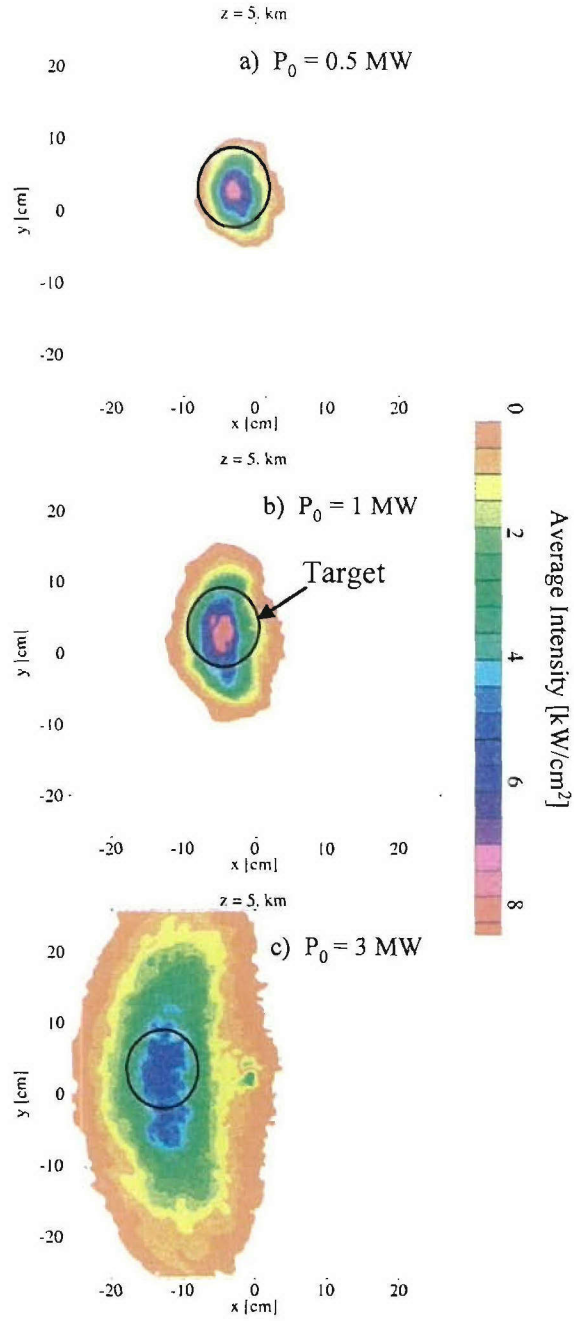 z = 5. km
a) P₀ = 0.5 MW
20
10
0
-10
-20
y [cm]
-20 -10 0 10 20
x [cm]
z = 5. km
b) P₀ = 1 MW
Target
20
10
0
-10
-20
y [cm]
-20 -10 0 10 20
x [cm]
z = 5. km
c) P₀ = 3 MW
20
10
0
-10
-20
y [cm]
-20 -10 0 10 20
x [cm]
0
2
4
6
8
Average Intensity [kW/cm²]